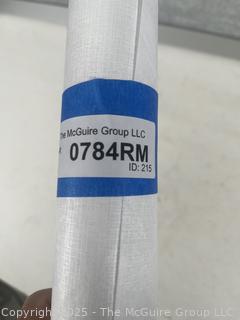 The McGuire Group LLC
0784RM
ID: 215
Copyright 2025 - The McGuire Group LLC